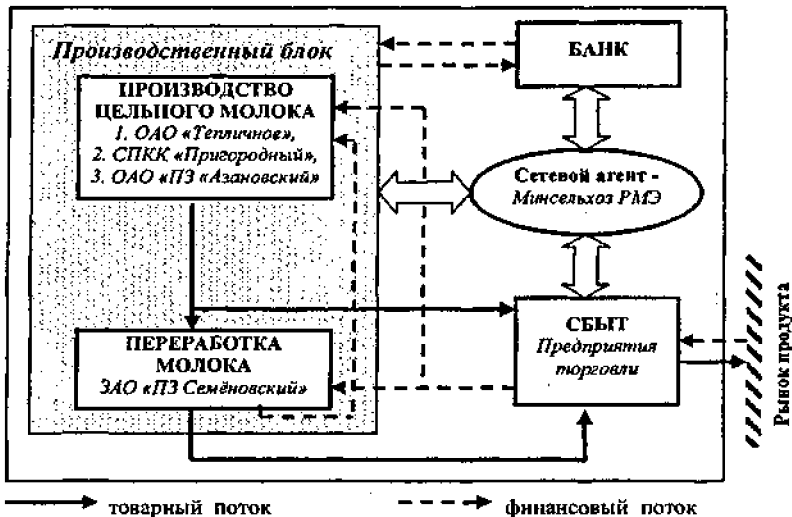 Производственный блок
ПРОИЗВОДСТВО
ЦЕЛЬНОГО МОЛОКА
1. ОАО «Тепличное»,
2. СПКК «Пригородный»,
3. ОАО «ПЗ «Азановский»
ПЕРЕРАБОТКА
МОЛОКА
ЗАО «ПЗ Семёновский»
БАНК
Сетевой агент -
Минсельхоз РМЭ
СБЫТ
Предприятия
торговли
Рынок продукта
товарный поток
финансовый поток